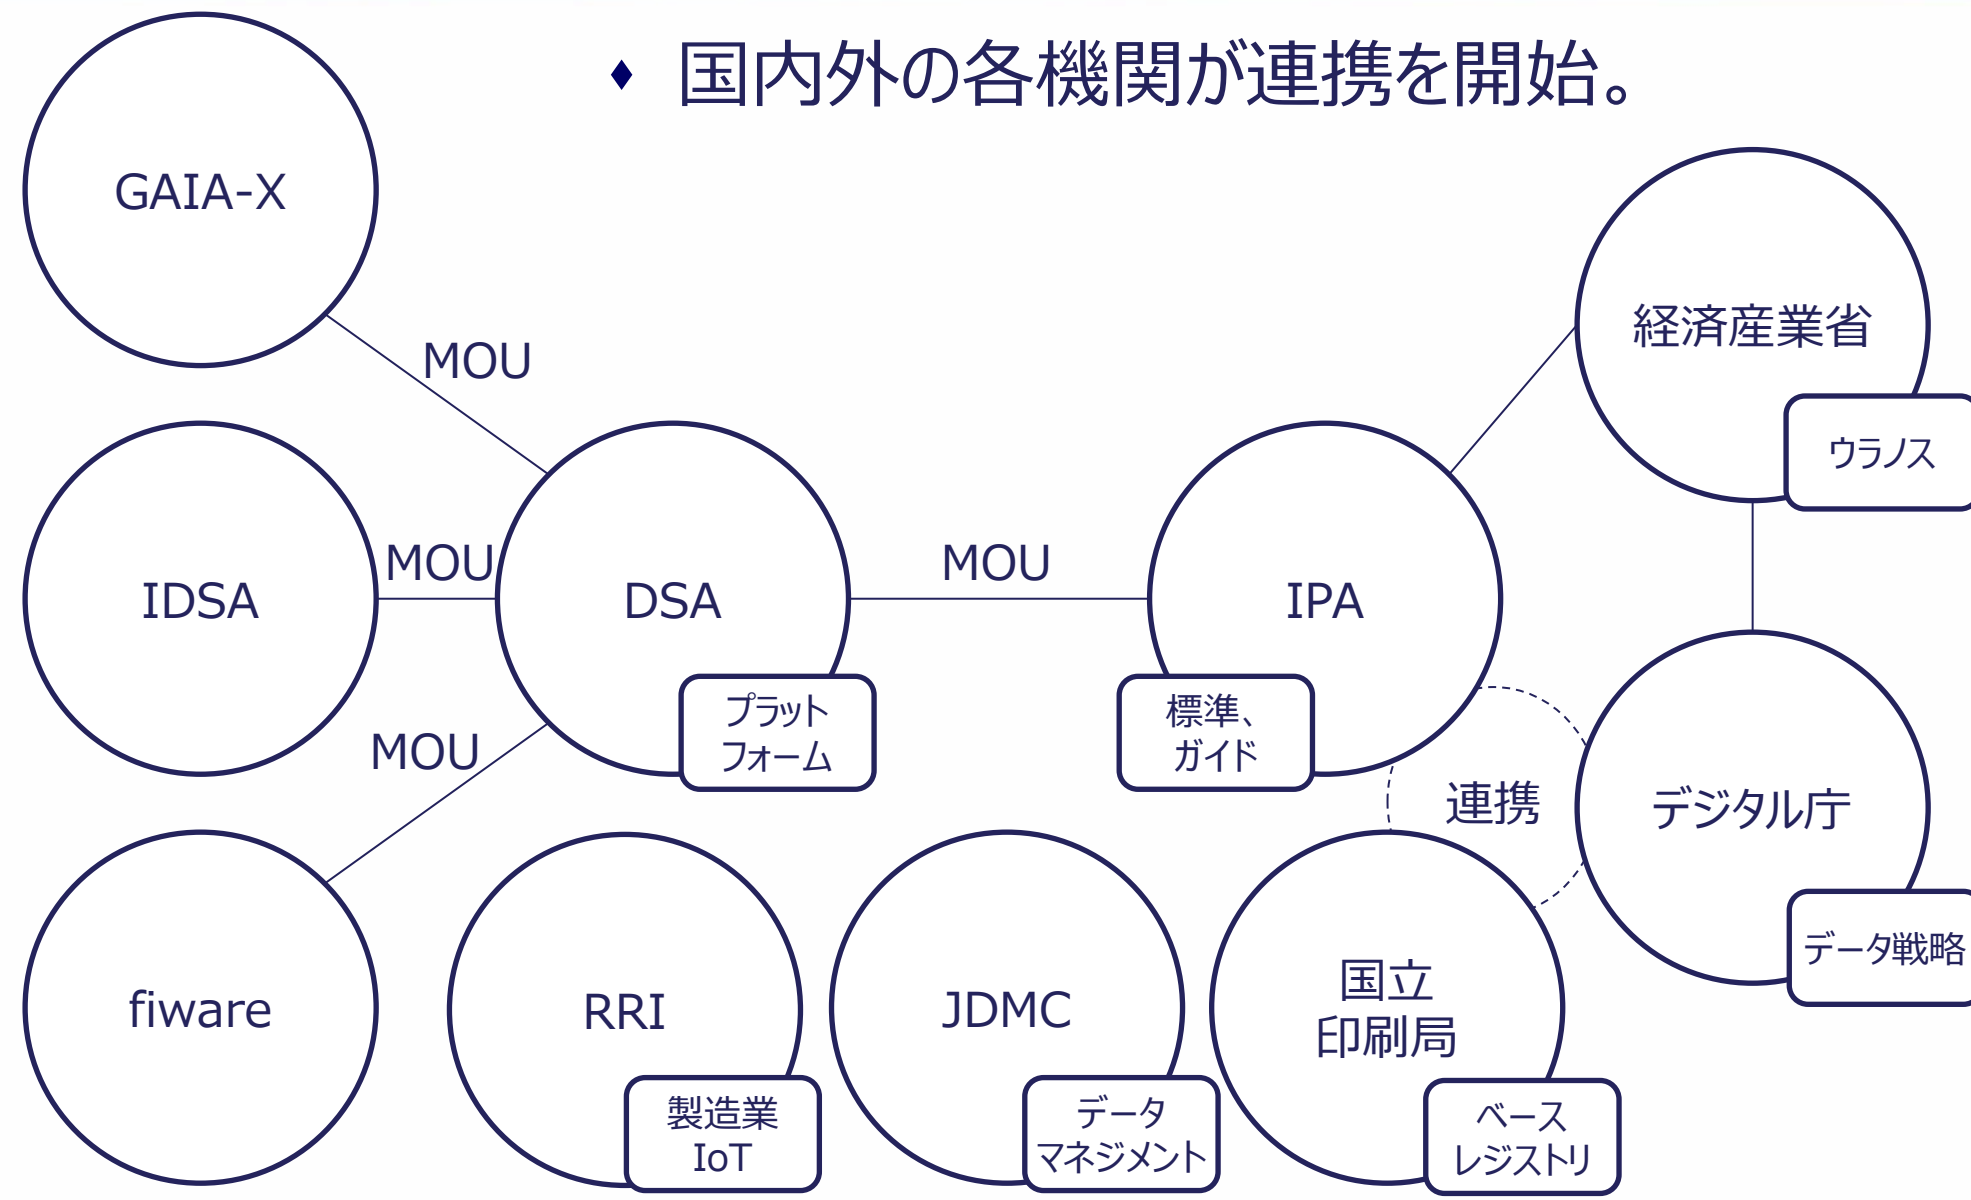 ♦ 国内外の各機関が連携を開始。
GAIA-X
経済産業省
MOU
ウラノス
MOU
MOU
IDSA
DSA
IPA
プラット
フォーム
標準、
ガイド
MOU
連携
デジタル庁
データ戦略
fiware
RRI
JDMC
国立
印刷局
製造業
IoT
データ
マネジメント
ベース
レジストリ